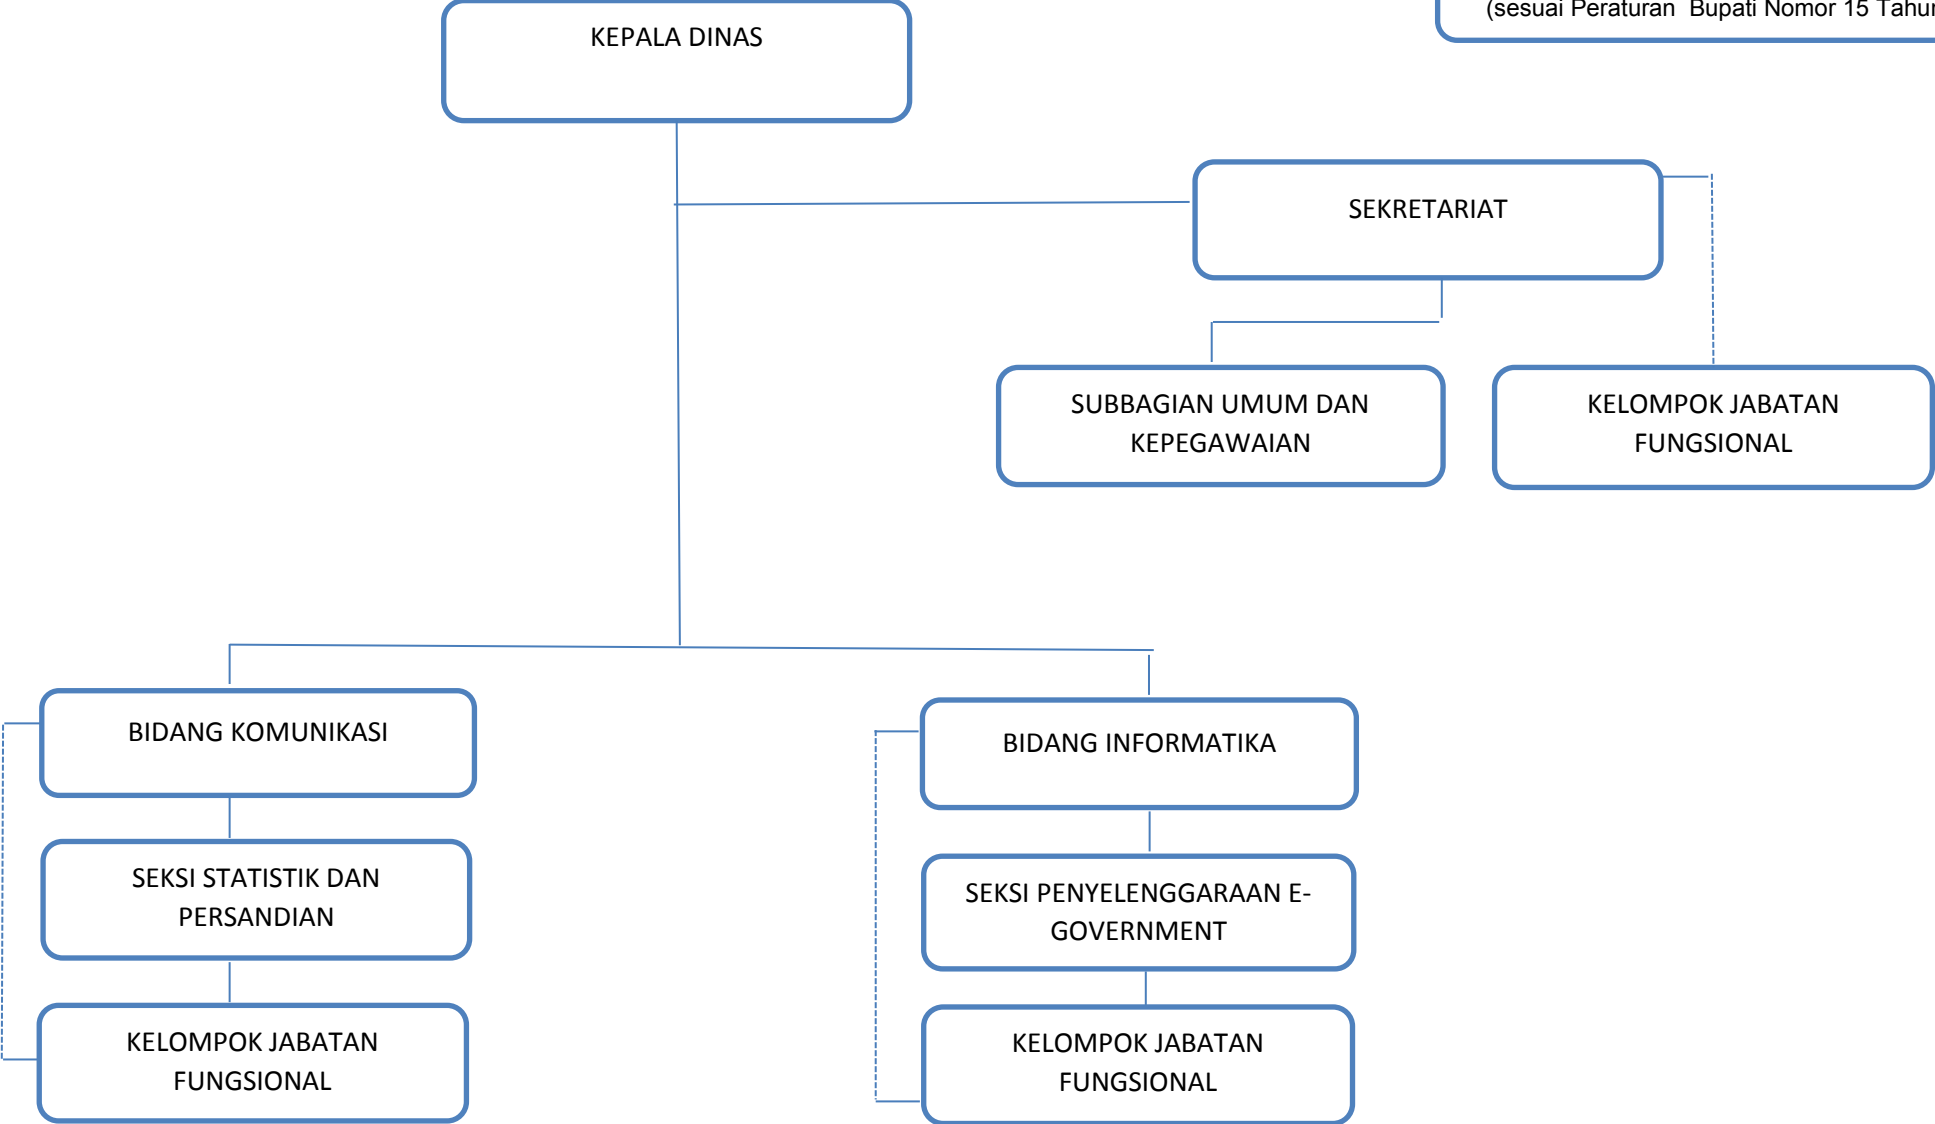 (sesuai Peraturan Bupati Nomor 15
KEPALA DINAS
SEKRETARIAT
SUBBAGIAN UMUM DAN
KEPEGAWAIAN
KELOMPOK JABATAN
FUNGSIONAL
BIDANG KOMUNIKASI
BIDANG INFORMATIKA
SEKSI STATISTIK DAN
PERSANDIAN
SEKSI PENYELENGGARAAN E-
GOVERNMENT
KELOMPOK JABATAN
FUNGSIONAL
KELOMPOK JABATAN
FUNGSIONAL